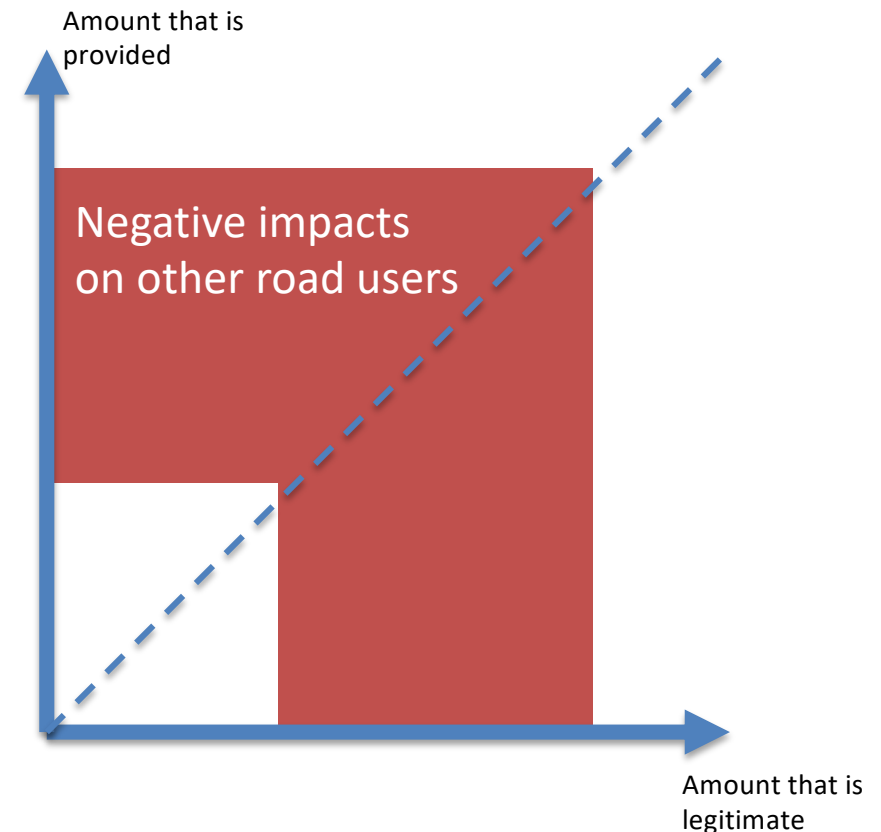 Amount that is
provided
Negative impacts
on other road users
Amount that is
legitimate